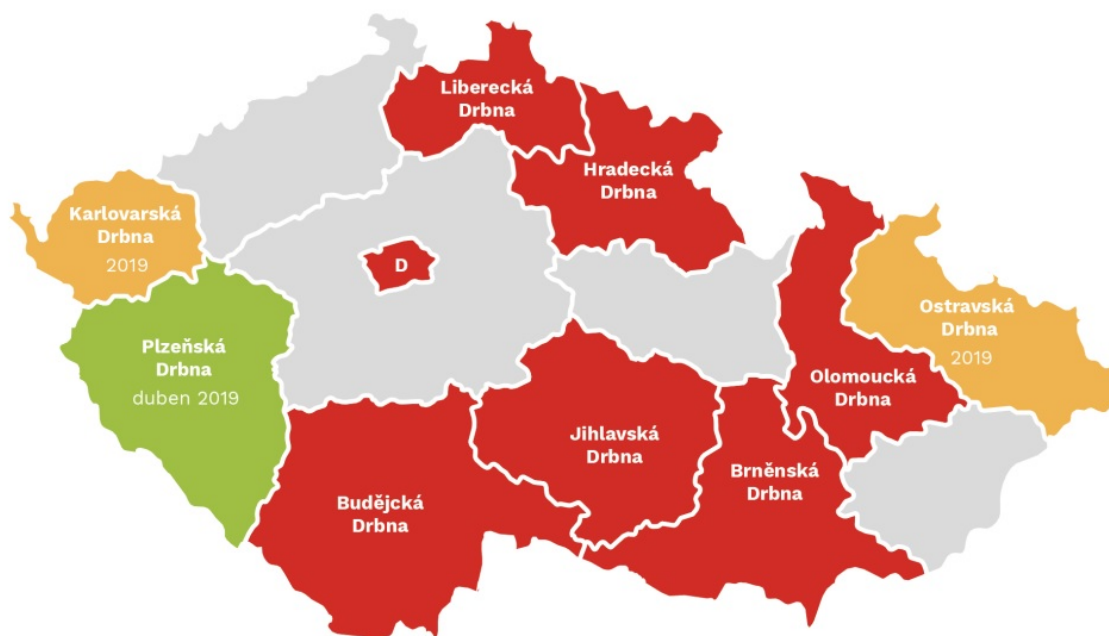 Liberecká
Drbna
Hradecká
Drbna
Karlovarská
Drbna
2019
D
Ostravská
Drbna
2019
Plzeňská
Drbna
duben 2019
Olomoucká
Drbna
Jihlavská
Drbna
Brněnská
Drbna
Budějcká
Drbna